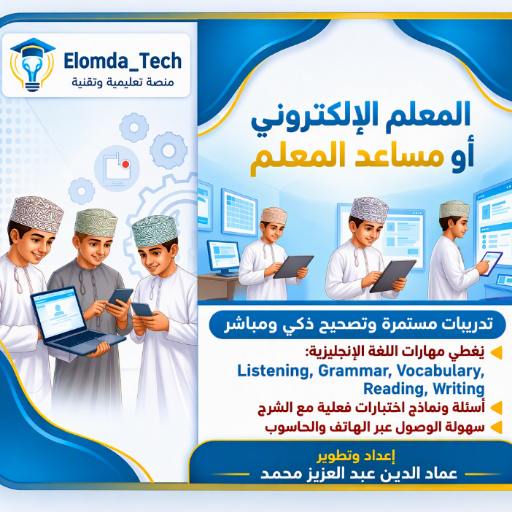 Elomda_Tech
منصة تعليمية وتقنية
المعلم الإلكتروني
أو مساعد المعلم
تدريبات مستمرة وتصحيح ذكي ومباشر
يُغطي مهارات اللغة الإنجليزية:
Listening, Grammar, Vocabulary,
Reading, Writing
أسئلة ونماذج اختبارات فعلية مع الشرح
سهولة الوصول عبر الهاتف والحاسوب
إعداد وتطوير
عماد الدين عبد العزيز محمد